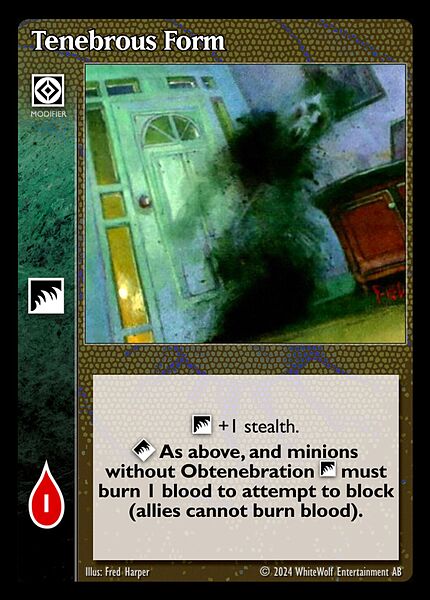 Tenebrous Form
MODIFIER
+1 stealth.
As above, and minions
without Obtenebration must
burn 1 blood to attempt to block
(allies cannot burn blood).
1
Illus: Fred Harper
© 2024 WhiteWolf Entertainment AB